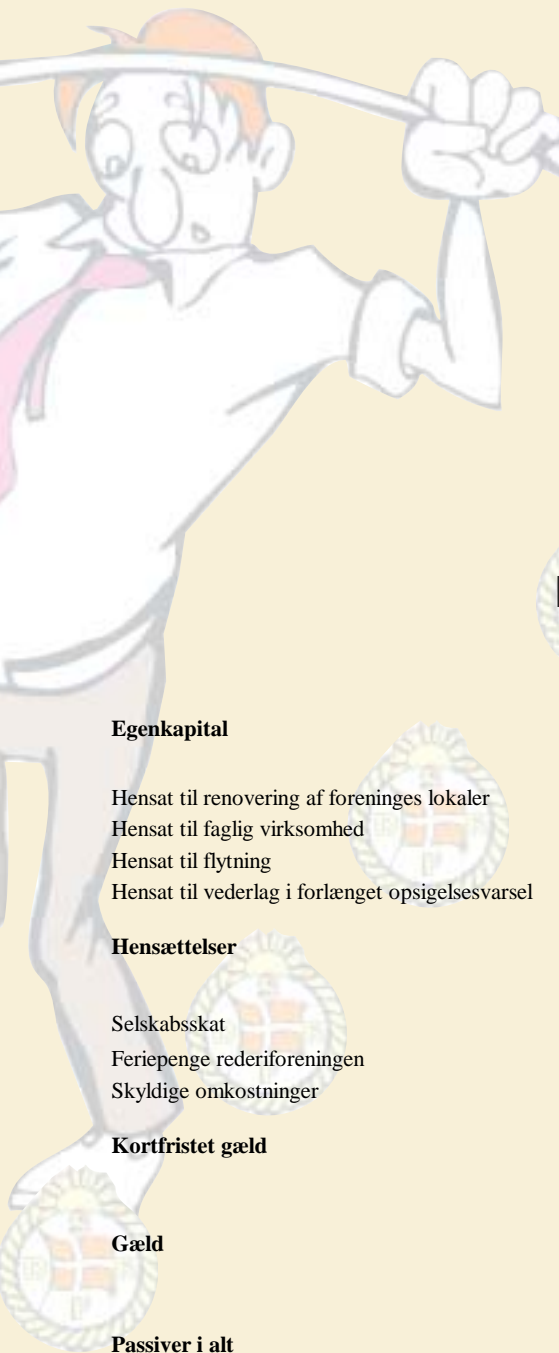 Egenkapital
Hensat til renovering af foreninges lokaler
Hensat til faglig virksomhed
Hensat til flytning
Hensat til vederlag i forlænget opsigelsesvarsel
Hensættelser
Selskabsskat
Feriepenge rederiforeningen
Skyldige omkostninger
Kortfristet gæld
Gæld
Passiver i alt